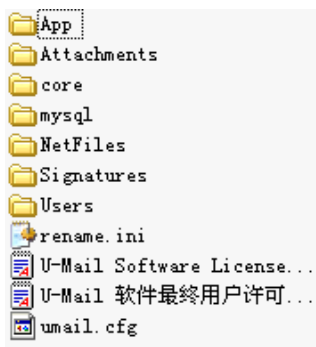 App
Attachments
core
mysql
NetFiles
Signatures
Users
rename.ini
U-Mail Software License...
U-Mail 软件最终用户许可...
umail.cfg